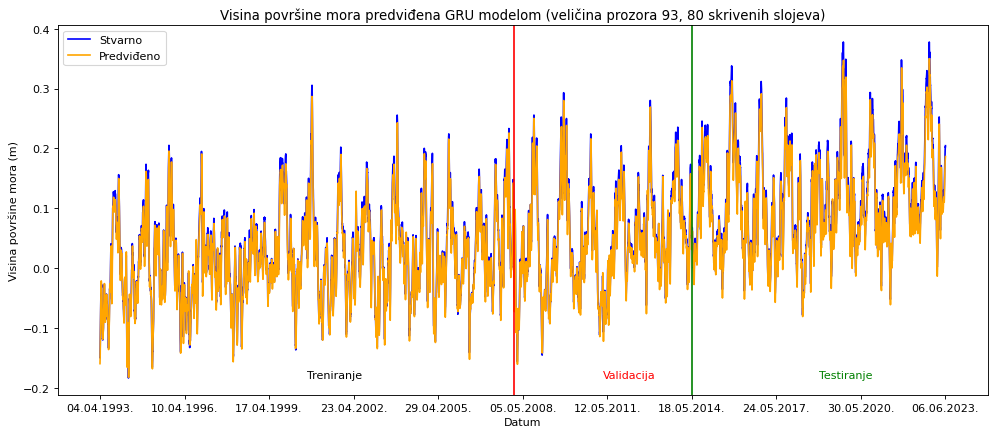 Visina površine mora predviđena GRU modelom (veličina prozora 93, 80 skrivenih slojeva)
Stvarno
Predviđeno
Visina površine mora (m)
0.4
0.3
0.2
0.1
0.0
−0.1
−0.2
Treniranje
Validacija
Testiranje
04.04.1993.
10.04.1996.
17.04.1999.
23.04.2002.
29.04.2005.
05.05.2008.
12.05.2011.
18.05.2014.
24.05.2017.
30.05.2020.
06.06.2023.
Datum